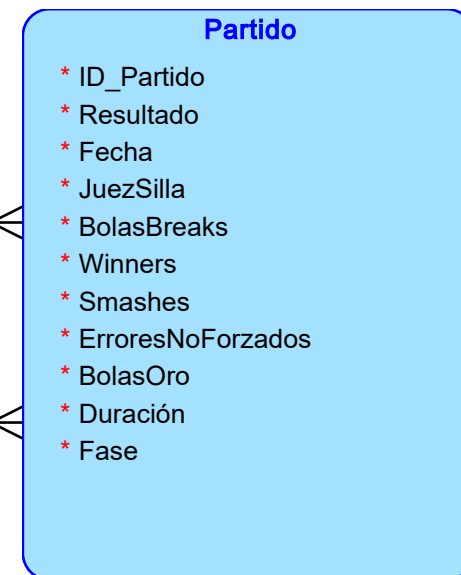 Partido
* ID_Partido
* Resultado
* Fecha
* JuezSilla
* BolasBreaks
* Winners
* Smashes
* ErroresNoForzados
* BolasOro
* Duración
* Fase